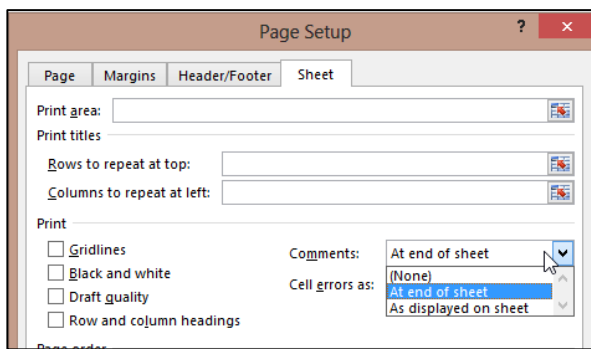 Page Setup ? ×
Page Margins Header/Footer Sheet
Print area:
Print titles
Rows to repeat at top:
Columns to repeat at left:
Print
Gridlines Comments: At end of sheet
Black and white (None)
Cell errors as: At end of sheet
Draft quality As displayed on sheet
Row and column headings
Page order